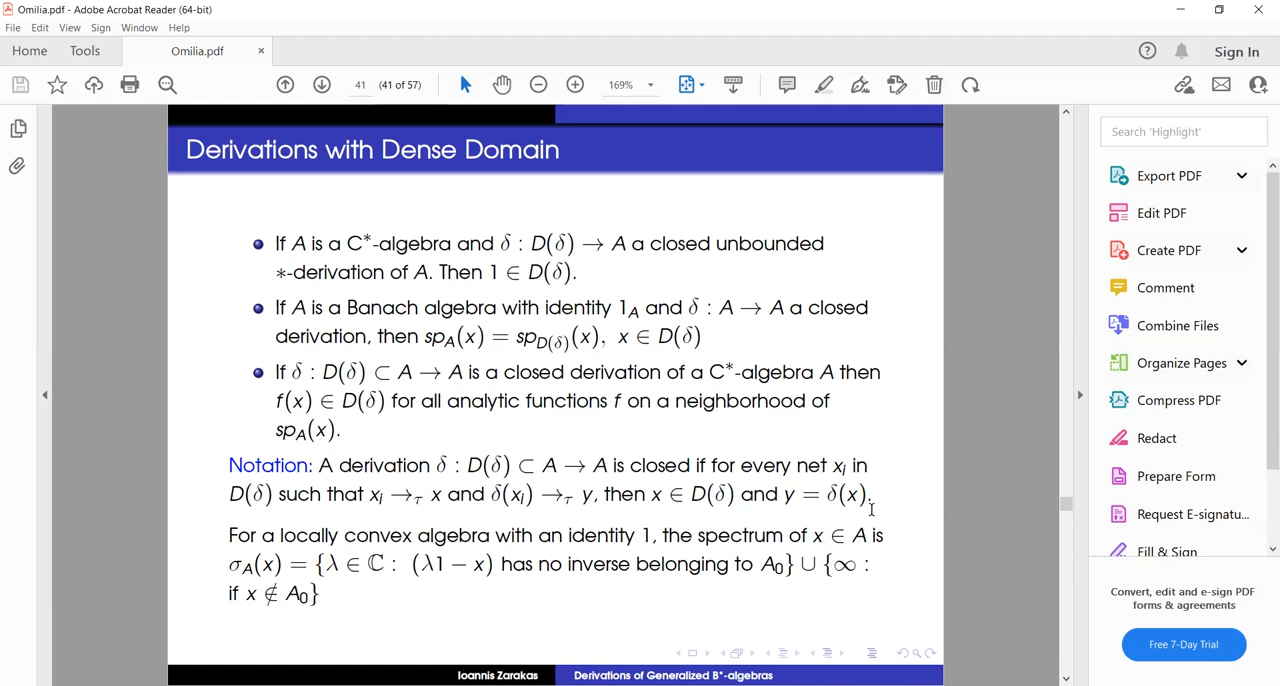 Omilia.pdf - Adobe Acrobat Reader (64-bit)
File Edit View Sign Window Help
Home Tools Omilia.pdf × Sign In
41 (41 of 57) 169%
Derivations with Dense Domain
If A is a C*-algebra and δ : D(δ) → A a closed unbounded
∗-derivation of A. Then 1 ∈ D(δ).
If A is a Banach algebra with identity 1_A and δ : A → A a closed
derivation, then sp_A(x) = sp_{D(δ)}(x), x ∈ D(δ)
If δ : D(δ) ⊂ A → A is a closed derivation of a C*-algebra A then
f(x) ∈ D(δ) for all analytic functions f on a neighborhood of
sp_A(x).
Notation: A derivation δ : D(δ) ⊂ A → A is closed if for every net x_i in
D(δ) such that x_i →_τ x and δ(x_i) →_τ y, then x ∈ D(δ) and y = δ(x).
For a locally convex algebra with an identity 1, the spectrum of x ∈ A is
σ_A(x) = {λ ∈ ℂ : (λ1 − x) has no inverse belonging to A_0} ∪ {∞ :
if x ∉ A_0}
Ioannis Zarakas Derivations of Generalized B*-algebras
Search 'Highlight'
Export PDF
Edit PDF
Create PDF
Comment
Combine Files
Organize Pages
Compress PDF
Redact
Prepare Form
Request E-signatu...
Fill & Sign
Convert, edit and e-sign PDF
forms & agreements
Free 7-Day Trial